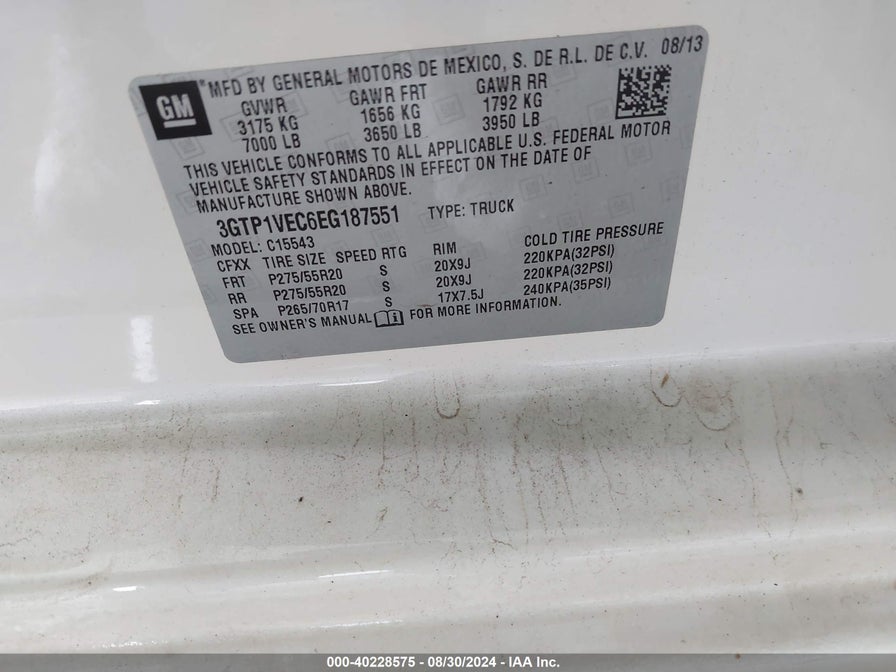 GM
MFD BY GENERAL MOTORS DE MEXICO, S. DE R.L. DE C.V. 08/13
GVWR GAWR FRT GAWR RR
3175 KG 1656 KG 1792 KG
7000 LB 3650 LB 3950 LB
THIS VEHICLE CONFORMS TO ALL APPLICABLE U.S. FEDERAL MOTOR
VEHICLE SAFETY STANDARDS IN EFFECT ON THE DATE OF
MANUFACTURE SHOWN ABOVE.
3GTP1VEC6EG187551 TYPE: TRUCK
MODEL: C15543
CFXX TIRE SIZE SPEED RTG RIM COLD TIRE PRESSURE
FRT P275/55R20 S 20X9J 220KPA(32PSI)
RR P275/55R20 S 20X9J 220KPA(32PSI)
SPA P265/70R17 S 17X7.5J 240KPA(35PSI)
SEE OWNER'S MANUAL FOR MORE INFORMATION.
000-40228575 - 08/30/2024 - IAA Inc.